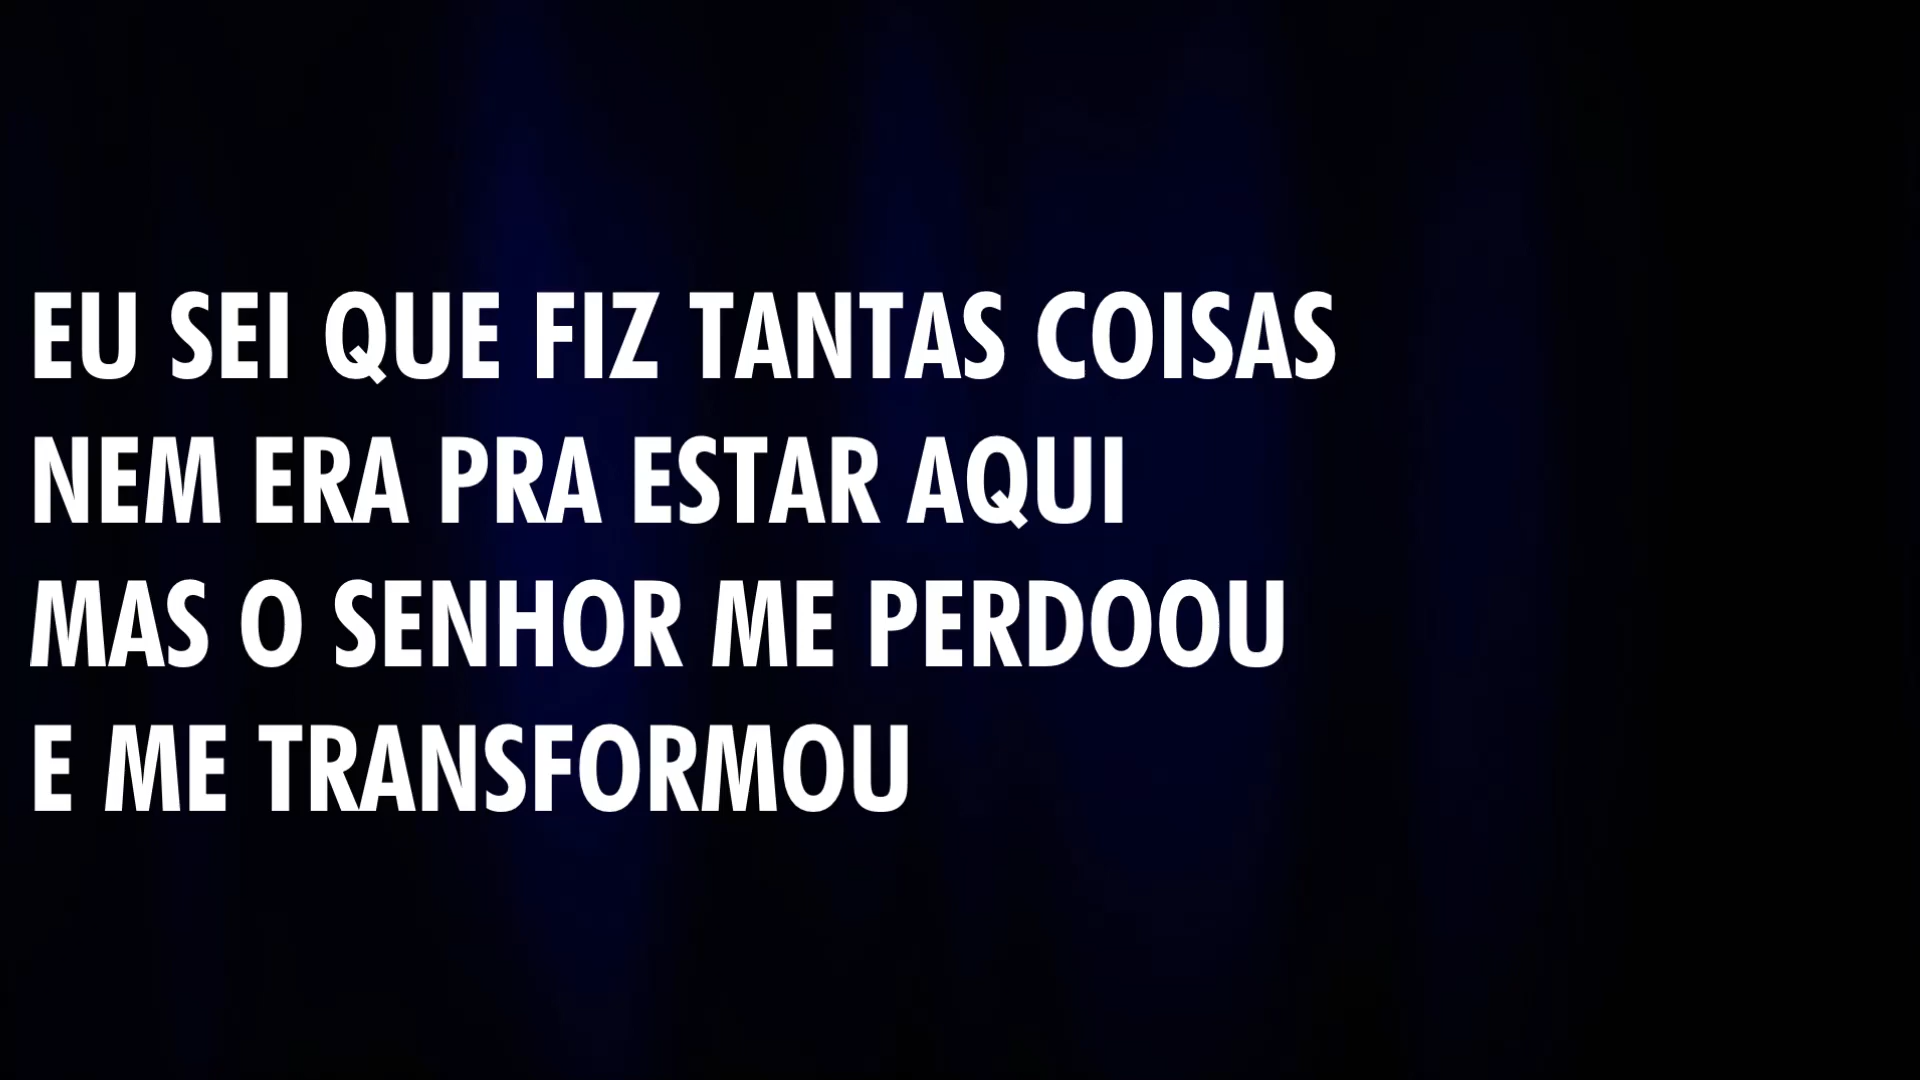 EU SEI QUE FIZ TANTAS COISAS
NEM ERA PRA ESTAR AQUI
MAS O SENHOR ME PERDOOU
E ME TRANSFORMOU